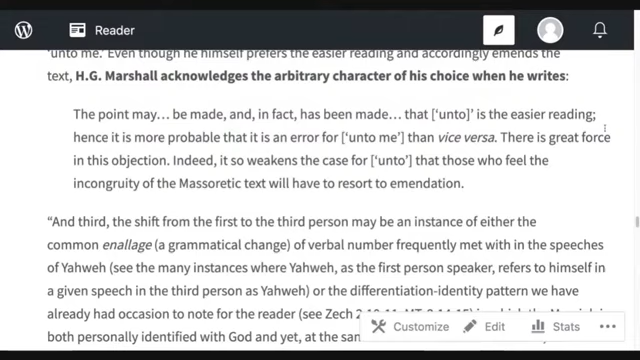 Reader
'unto me.' Even though he himself prefers the easier reading and accordingly emends the
text, H.G. Marshall acknowledges the arbitrary character of his choice when he writes:
The point may… be made, and, in fact, has been made… that ['unto]' is the easier reading;
hence it is more probable that it is an error for ['unto me'] than vice versa. There is great force
in this objection. Indeed, it so weakens the case for ['unto'] that those who feel the
incongruity of the Massoretic text will have to resort to emendation.
“And third, the shift from the first to the third person may be an instance of either the
common enallage (a grammatical change) of verbal number frequently met with in the speeches
of Yahweh (see the many instances where Yahweh, as the first person speaker, refers to himself in
a given speech in the third person as Yahweh) or the differentiation-identity pattern we have
already had occasion to note for the reader (see Zech
both personally identified with God and yet, at the
Customize Edit Stats